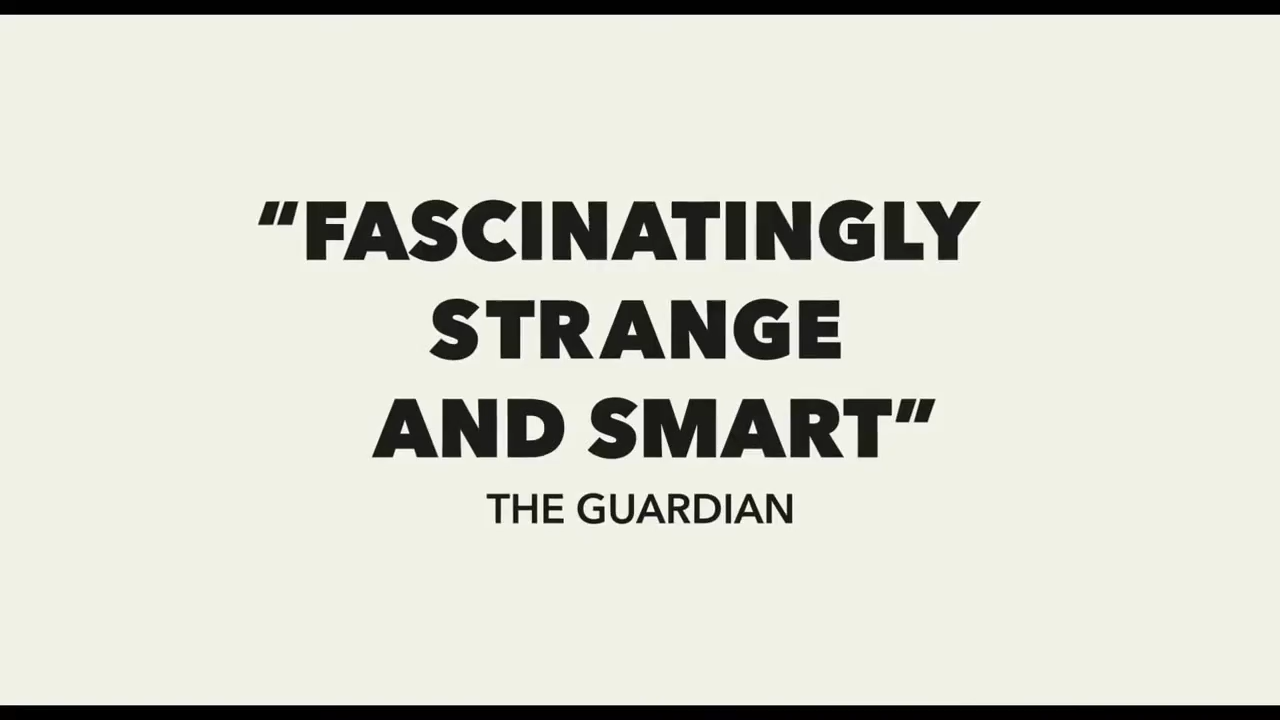 “FASCINATINGLY
STRANGE
AND SMART”
THE GUARDIAN